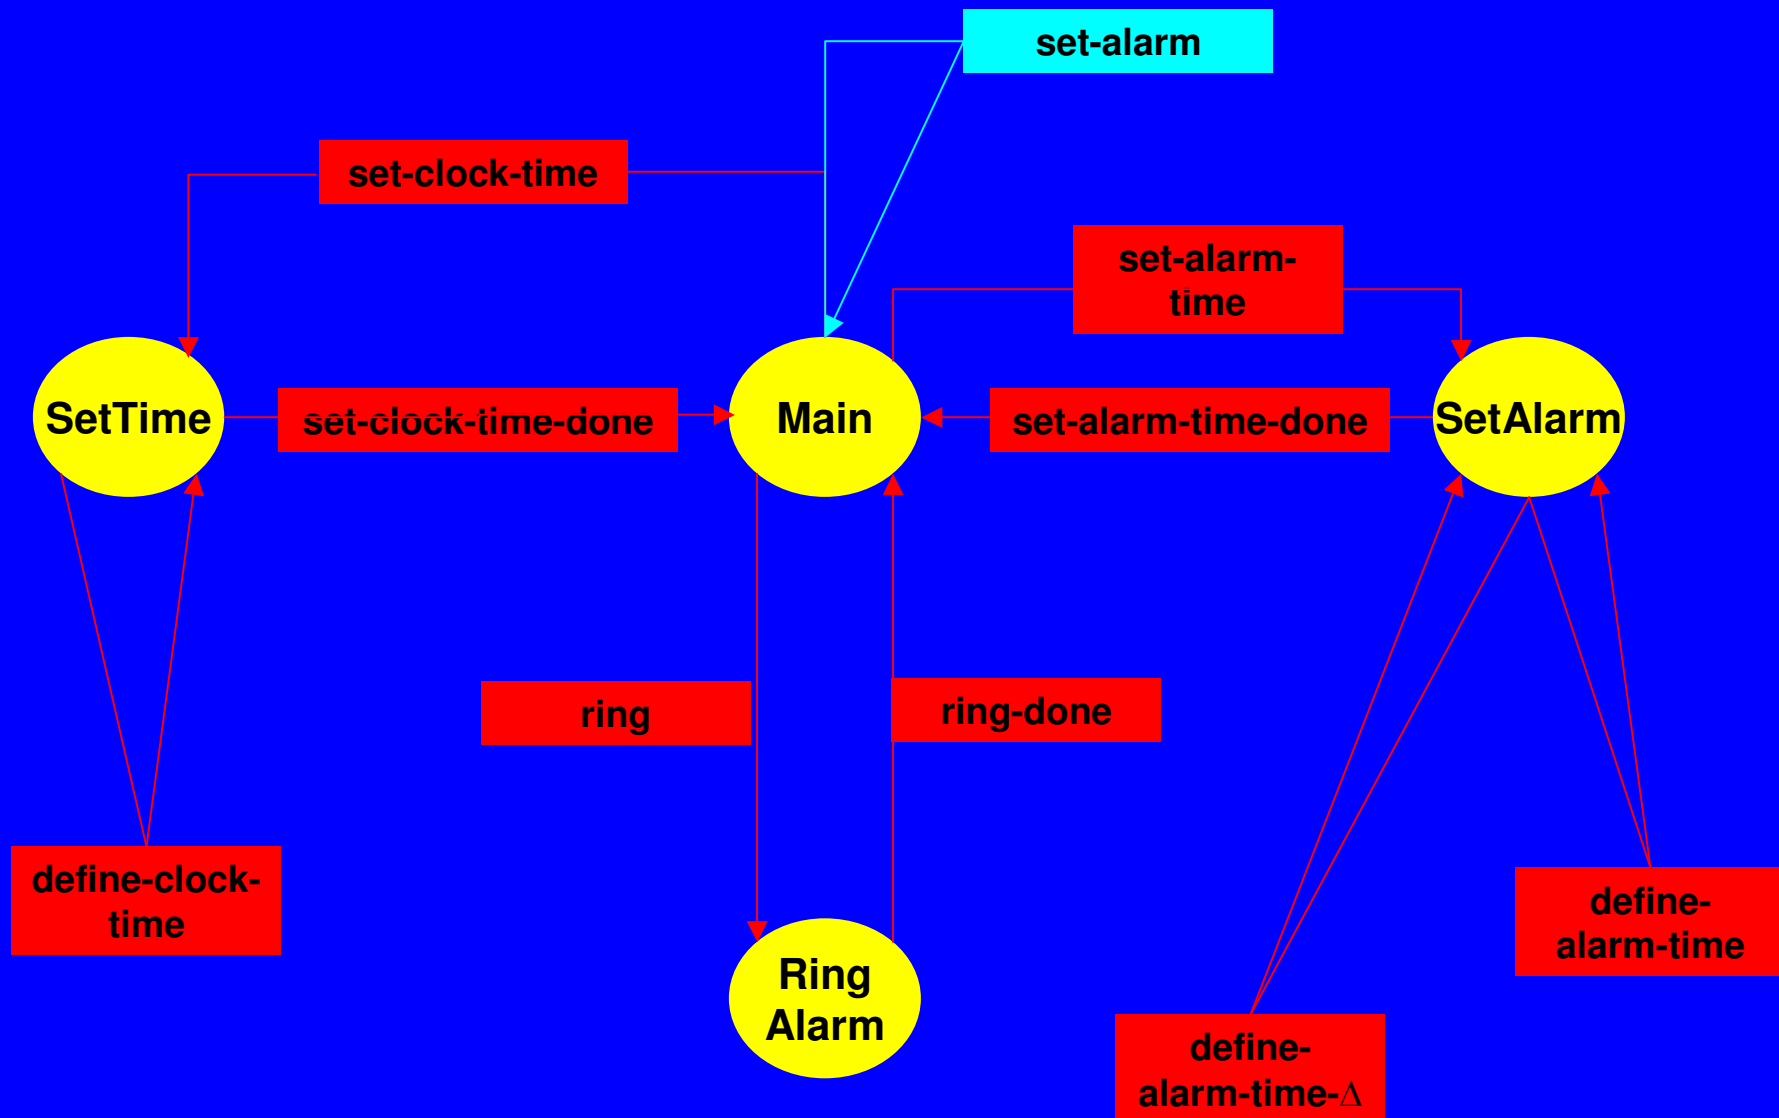 set-alarm
set-clock-time
set-alarm-
time
SetTime
set-clock-time-done
Main
set-alarm-time-done
SetAlarm
ring
ring-done
define-clock-
time
define-
alarm-time
Ring
Alarm
define-
alarm-time-Δ